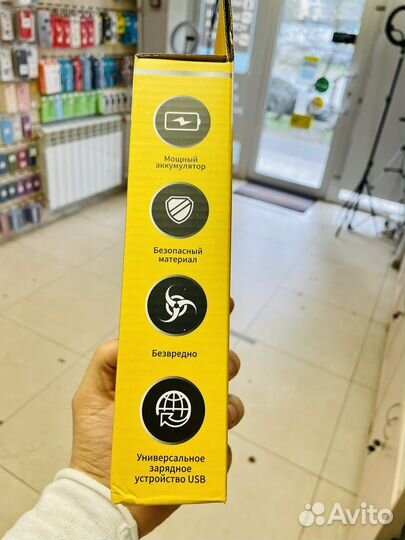 Мощный
аккумулятор
Безопасный
материал
Безвредно
Универсальное
зарядное
устройство USB
Avito